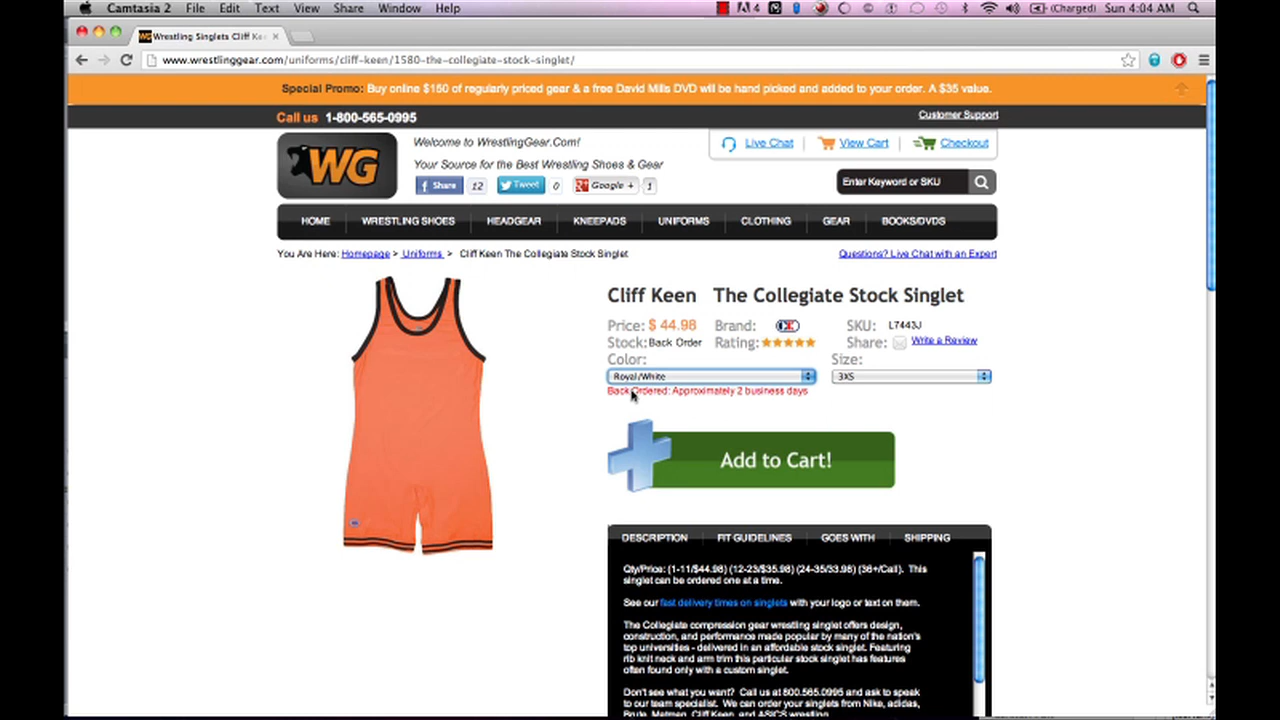 Camtasia 2 File Edit Text View Share Window Help
4 (Charged) Sun 4:04 AM
Wrestling Singlets Cliff Ke
www.wrestlinggear.com/uniforms/cliff-keen/1580-the-collegiate-stock-singlet/
Special Promo: Buy online $150 of regularly priced gear & a free David Mills DVD will be hand picked and added to your order. A $35 value.
Call us 1-800-565-0995
Customer Support
WG
Welcome to WrestlingGear.Com!
Live Chat View Cart Checkout
Your Source for the Best Wrestling Shoes & Gear
Share 12 Tweet 0 Google + 1
Enter Keyword or SKU
HOME WRESTLING SHOES HEADGEAR KNEEPADS UNIFORMS CLOTHING GEAR BOOKS/DVDS
You Are Here: Homepage > Uniforms > Cliff Keen The Collegiate Stock Singlet
Questions? Live Chat with an Expert
Cliff Keen The Collegiate Stock Singlet
Price: $ 44.98 Brand: SKU: L7443J
Stock: Back Order Rating: Share: Write a Review
Color: Size:
Royal/White 3XS
Back Ordered: Approximately 2 business days
Add to Cart!
DESCRIPTION FIT GUIDELINES GOES WITH SHIPPING
Qty/Price: (1-11/$44.98) (12-23/$35.98) (24-35/33.98) (36+/Call). This
singlet can be ordered one at a time.
See our fast delivery times on singlets with your logo or text on them.
The Collegiate compression gear wrestling singlet offers design,
construction, and performance made popular by many of the nation's
top universities - delivered in an affordable stock singlet. Featuring
rib knit neck and arm trim this particular stock singlet has features
often found only with a custom singlet.
Don't see what you want? Call us at 800.565.0995 and ask to speak
to our team specialist. We can order your singlets from Nike, adidas,
Brute, Matman, Cliff Keen, and ASICS wrestling.